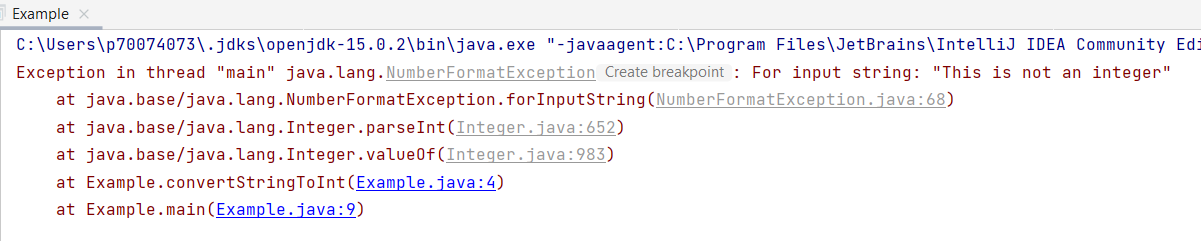 Example
C:\Users\p70074073\.jdks\openjdk-15.0.2\bin\java.exe "-javaagent:C:\Program Files\JetBrains\IntelliJ IDEA Community Edi
Exception in thread "main" java.lang.NumberFormatException Create breakpoint : For input string: "This is not an integer"
at java.base/java.lang.NumberFormatException.forInputString(NumberFormatException.java:68)
at java.base/java.lang.Integer.parseInt(Integer.java:652)
at java.base/java.lang.Integer.valueOf(Integer.java:983)
at Example.convertStringToInt(Example.java:4)
at Example.main(Example.java:9)